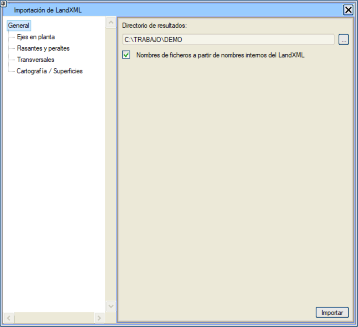 Importación de LandXML
General
Ejes en planta
Rasantes y peraltes
Transversales
Cartografía / Superficies
Directorio de resultados:
C:\TRABAJO\DEMO
...
Nombres de ficheros a partir de nombres internos del LandXML
Importar